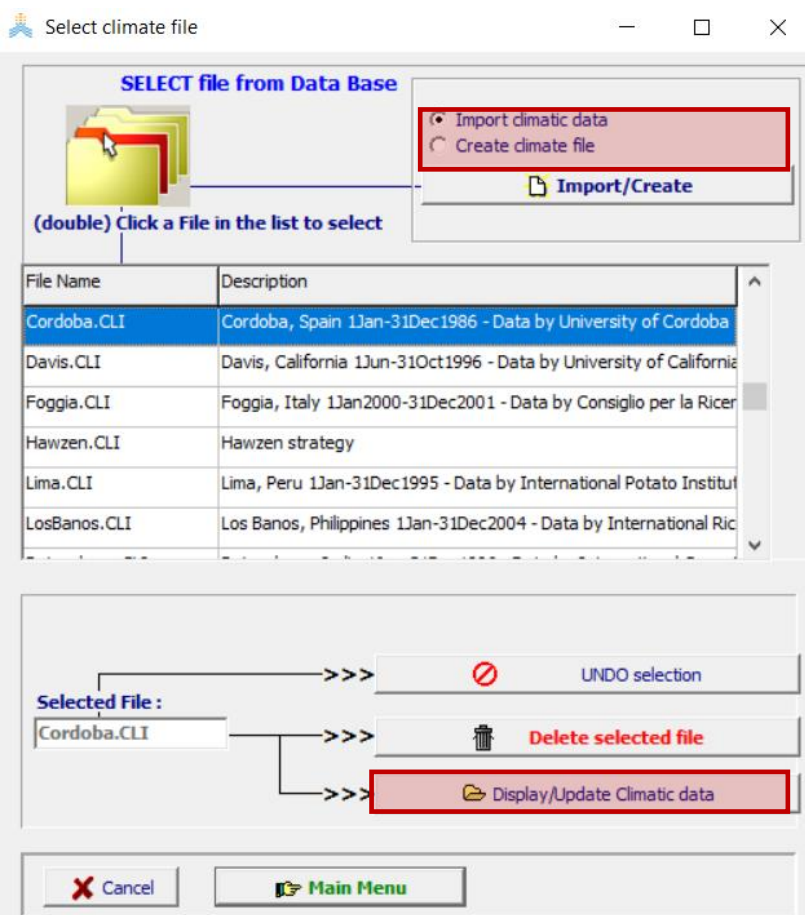 Select climate file
SELECT file from Data Base
Import climatic data
Create climate file
Import/Create
(double) Click a File in the list to select
File Name Description
Cordoba.CLI Cordoba, Spain 1Jan-31Dec1986 - Data by University of Cordoba
Davis.CLI Davis, California 1Jun-31Oct1996 - Data by University of California
Foggia.CLI Foggia, Italy 1Jan2000-31Dec2001 - Data by Consiglio per la Ricer
Hawzen.CLI Hawzen strategy
Lima.CLI Lima, Peru 1Jan-31Dec1995 - Data by International Potato Institut
LosBanos.CLI Los Banos, Philippines 1Jan-31Dec2004 - Data by International Ric
>>> UNDO selection
Selected File :
Cordoba.CLI >>> Delete selected file
>>> Display/Update Climatic data
Cancel Main Menu